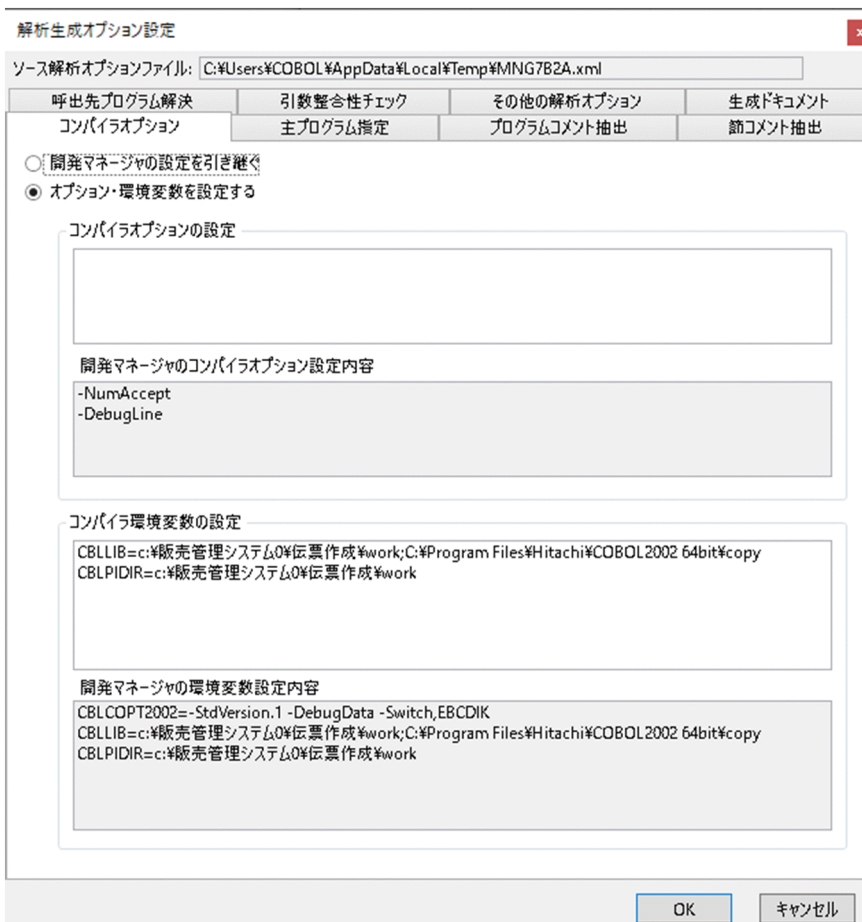 解析生成オプション設定
ソース解析オプションファイル: C:¥Users¥COBOL¥AppData¥Local¥Temp¥MNG7B2A.xml
呼出先プログラム解決 引数整合性チェック その他の解析オプション 生成ドキュメント
コンパイラオプション 主プログラム指定 プログラムコメント抽出 節コメント抽出
開発マネージャの設定を引き継ぐ
オプション・環境変数を設定する
コンパイラオプションの設定
開発マネージャのコンパイラオプション設定内容
-NumAccept
-DebugLine
コンパイラ環境変数の設定
CBLLIB=c:¥販売管理システム0¥伝票作成¥work;C:¥Program Files¥Hitachi¥COBOL2002 64bit¥copy
CBLPIDIR=c:¥販売管理システム0¥伝票作成¥work
開発マネージャの環境変数設定内容
CBLCOPT2002=-StdVersion.1 -DebugData -Switch,EBCDIK
CBLLIB=c:¥販売管理システム0¥伝票作成¥work;C:¥Program Files¥Hitachi¥COBOL2002 64bit¥copy
CBLPIDIR=c:¥販売管理システム0¥伝票作成¥work
OK キャンセル